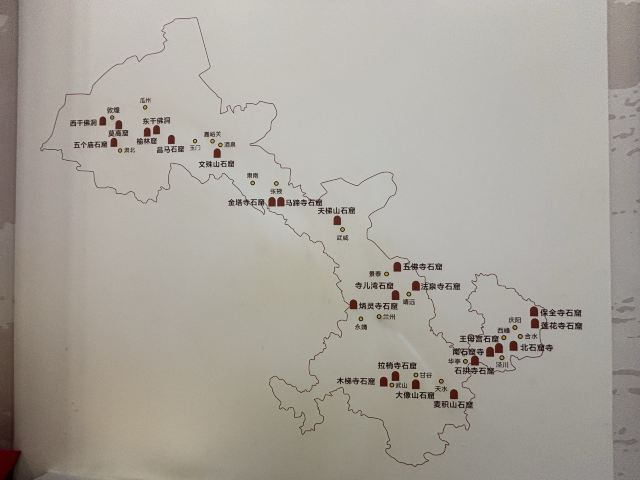 瓜州
敦煌
西千佛洞
莫高窟
东千佛洞
榆林窟
五个庙石窟
肃北
昌马石窟
玉门
嘉峪关
酒泉
文殊山石窟
肃南
张掖
金塔寺石窟
马蹄寺石窟
天梯山石窟
武威
五佛寺石窟
景泰
寺儿湾石窟
法泉寺石窟
靖远
炳灵寺石窟
兰州
永靖
保全寺石窟
莲花寺石窟
庆阳
西峰
合水
王母宫石窟
南石窟寺
北石窟寺
华亭
泾川
石拱寺石窟
拉梢寺石窟
木梯寺石窟
武山
甘谷
大像山石窟
天水
麦积山石窟